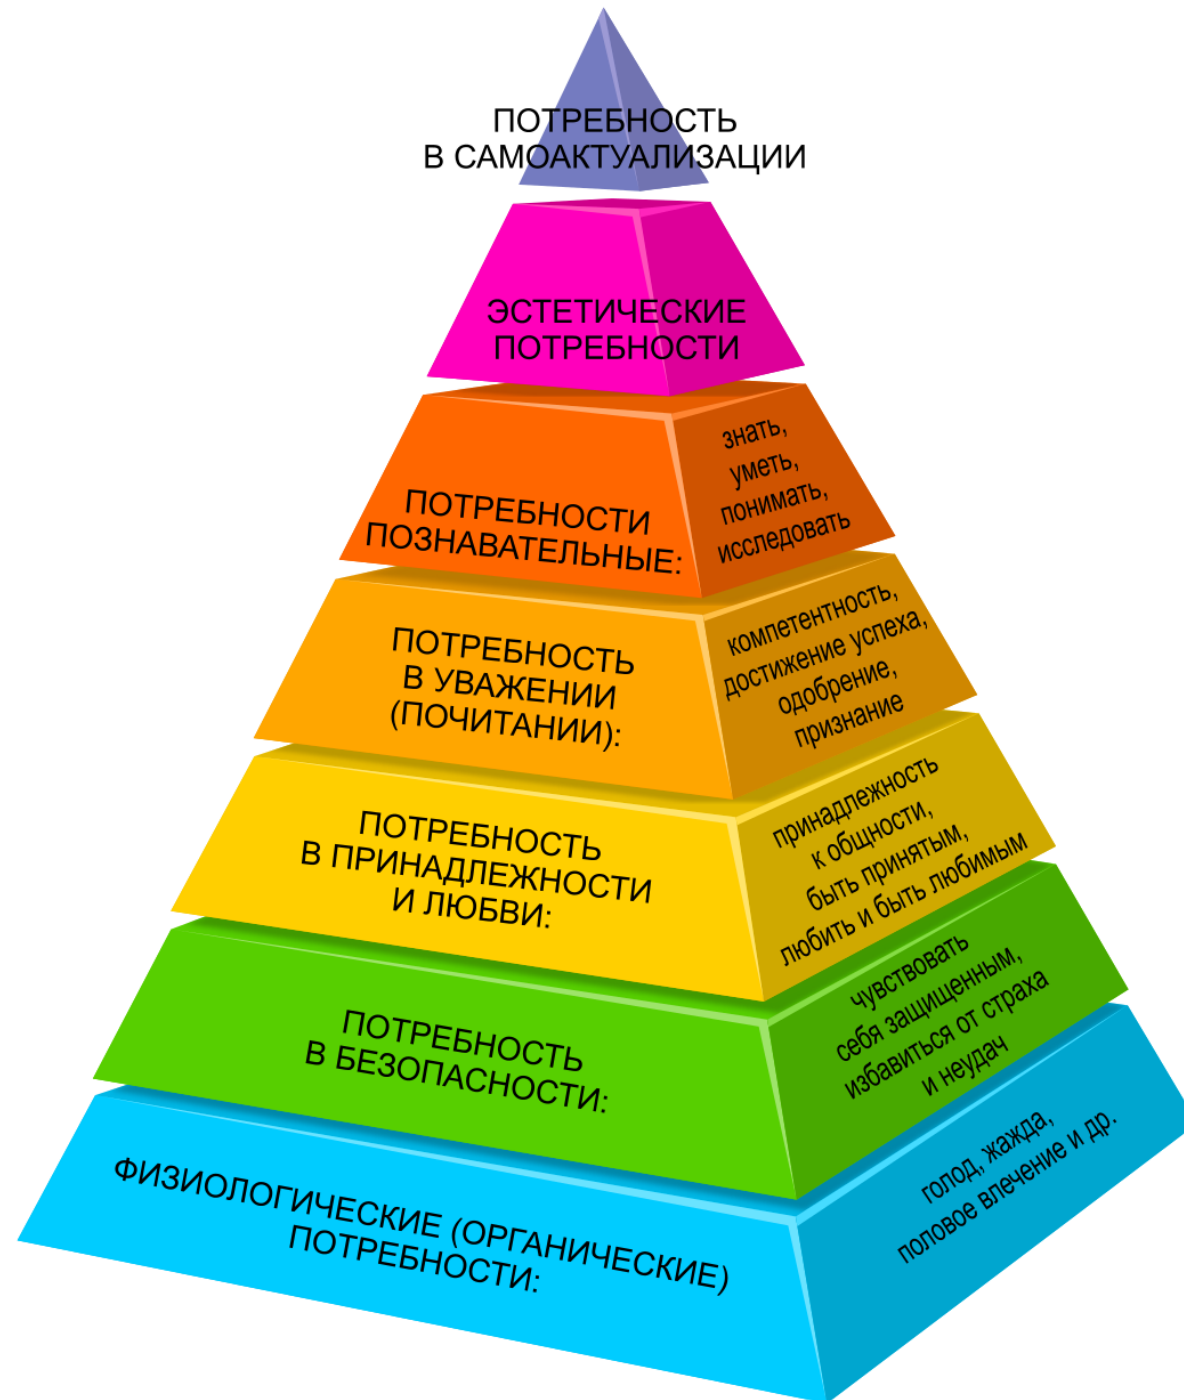 ПОТРЕБНОСТЬ
В САМОАКТУАЛИЗАЦИИ
ЭСТЕТИЧЕСКИЕ
ПОТРЕБНОСТИ
ПОТРЕБНОСТИ
ПОЗНАВАТЕЛЬНЫЕ:
знать,
уметь,
понимать,
исследовать
ПОТРЕБНОСТЬ
В УВАЖЕНИИ
(ПОЧИТАНИИ):
компетентность,
достижение успеха,
одобрение,
признание
ПОТРЕБНОСТЬ
В ПРИНАДЛЕЖНОСТИ
И ЛЮБВИ:
принадлежность
к общности,
быть принятым,
любить и быть любимым
ПОТРЕБНОСТЬ
В БЕЗОПАСНОСТИ:
чувствовать
себя защищенным,
избавиться от страха
и неудач
ФИЗИОЛОГИЧЕСКИЕ (ОРГАНИЧЕСКИЕ)
ПОТРЕБНОСТИ:
голод, жажда,
половое влечение и др.